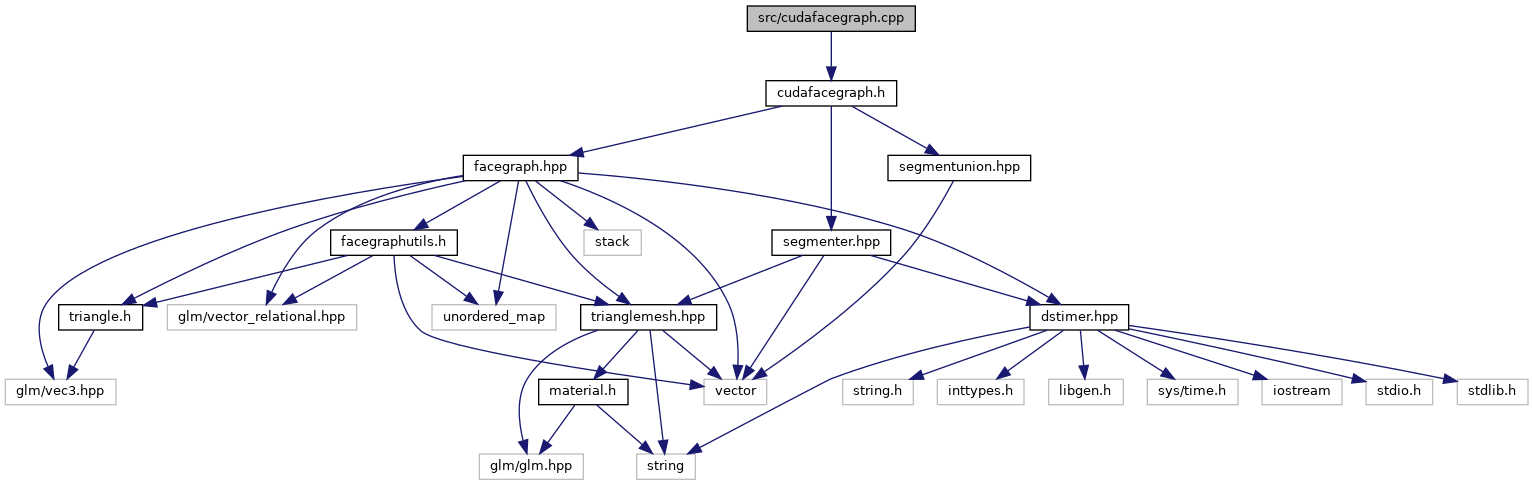 src/cudafacegraph.cpp
cudafacegraph.h
facegraph.hpp
segmentunion.hpp
facegraphutils.h
stack
segmenter.hpp
triangle.h
glm/vector_relational.hpp
unordered_map
trianglemesh.hpp
dstimer.hpp
glm/vec3.hpp
material.h
vector
string.h
inttypes.h
libgen.h
sys/time.h
iostream
stdio.h
stdlib.h
glm/glm.hpp
string